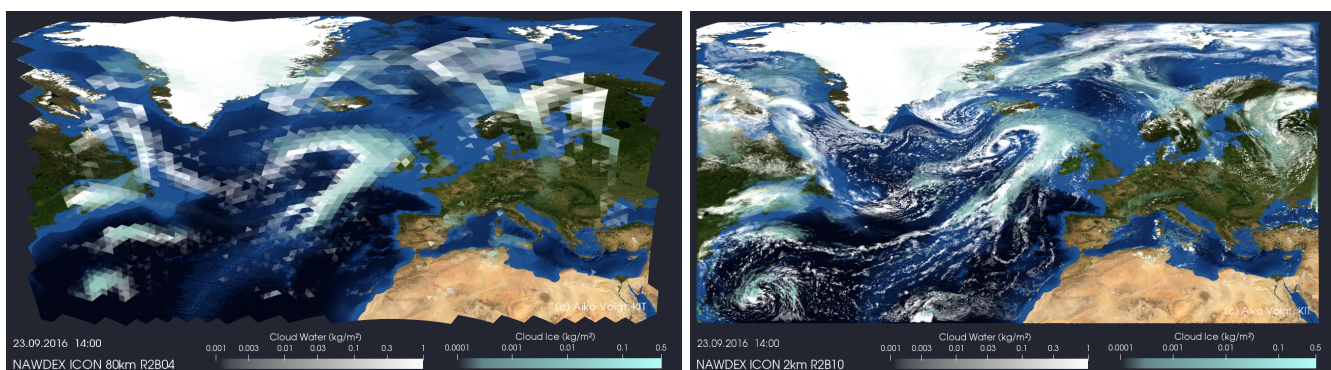 (c) Aiko Voigt, KIT
23.09.2016 14:00
NAWDEX ICON 80km R2B04
Cloud Water (kg/m²)
0.001 0.003 0.01 0.03 0.1 0.3 1
Cloud Ice (kg/m²)
0.0001 0.001 0.01 0.1 0.5
(c) Aiko Voigt, KIT
23.09.2016 14:00
NAWDEX ICON 2km R2B10
Cloud Water (kg/m²)
0.001 0.003 0.01 0.03 0.1 0.3 1
Cloud Ice (kg/m²)
0.0001 0.001 0.01 0.1 0.5